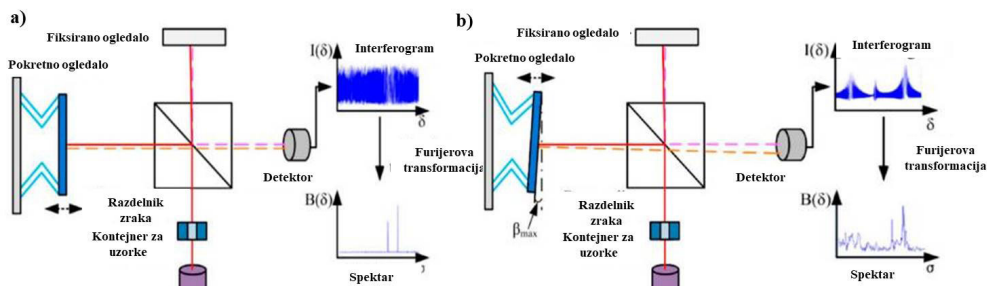 a)
Fiksirano ogledalo
Pokretno ogledalo
I(δ)
Interferogram
δ
Detektor
Furijerova
transformacija
Razdelnik
zraka
Kontejner za
uzorke
B(δ)
Spektar
b)
Fiksirano ogledalo
Pokretno ogledalo
I(δ)
Interferogram
δ
Detektor
Furijerova
transformacija
βmax
Razdelnik
zraka
Kontejner za
uzorke
B(δ)
σ
Spektar